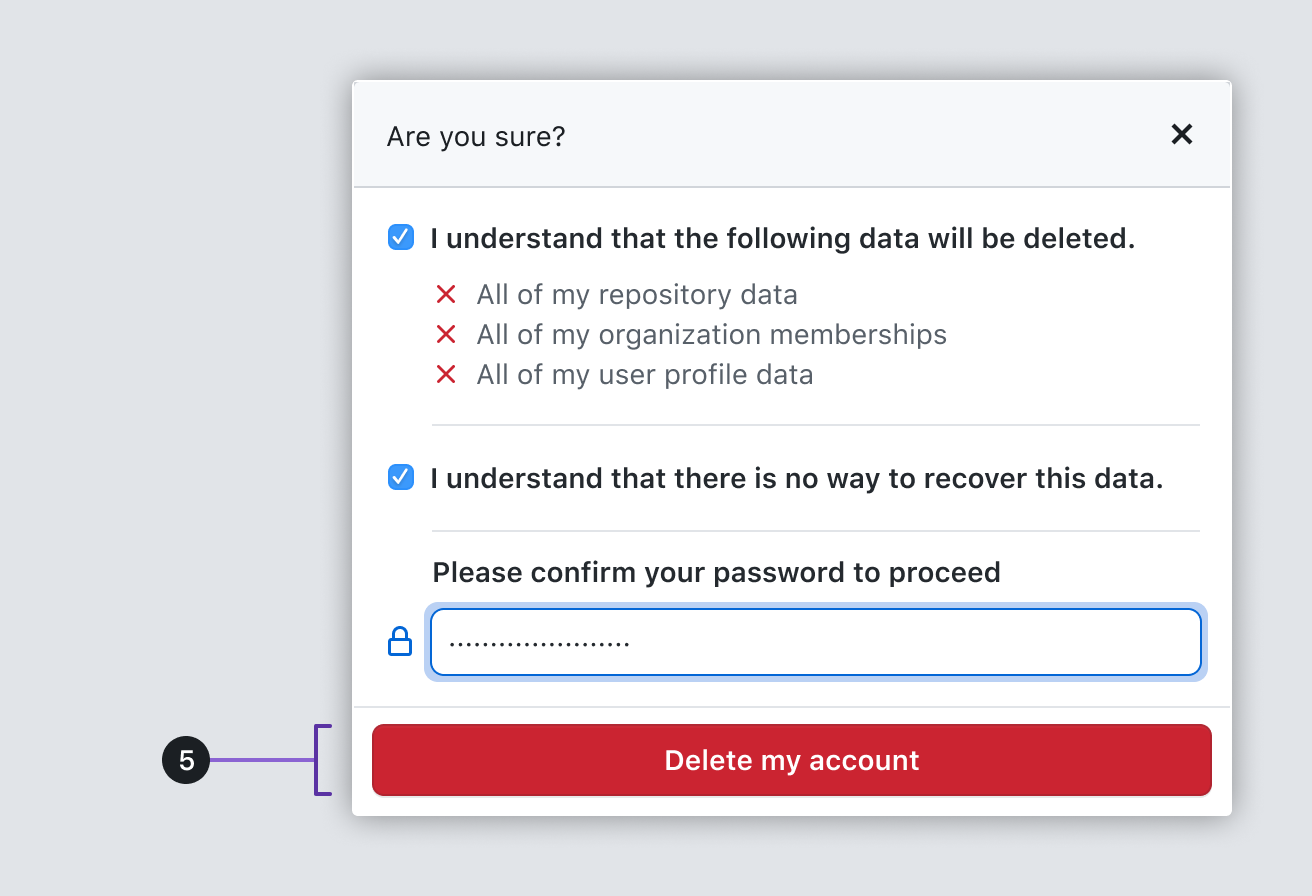 Are you sure?
I understand that the following data will be deleted.
All of my repository data
All of my organization memberships
All of my user profile data
I understand that there is no way to recover this data.
Please confirm your password to proceed
5
Delete my account